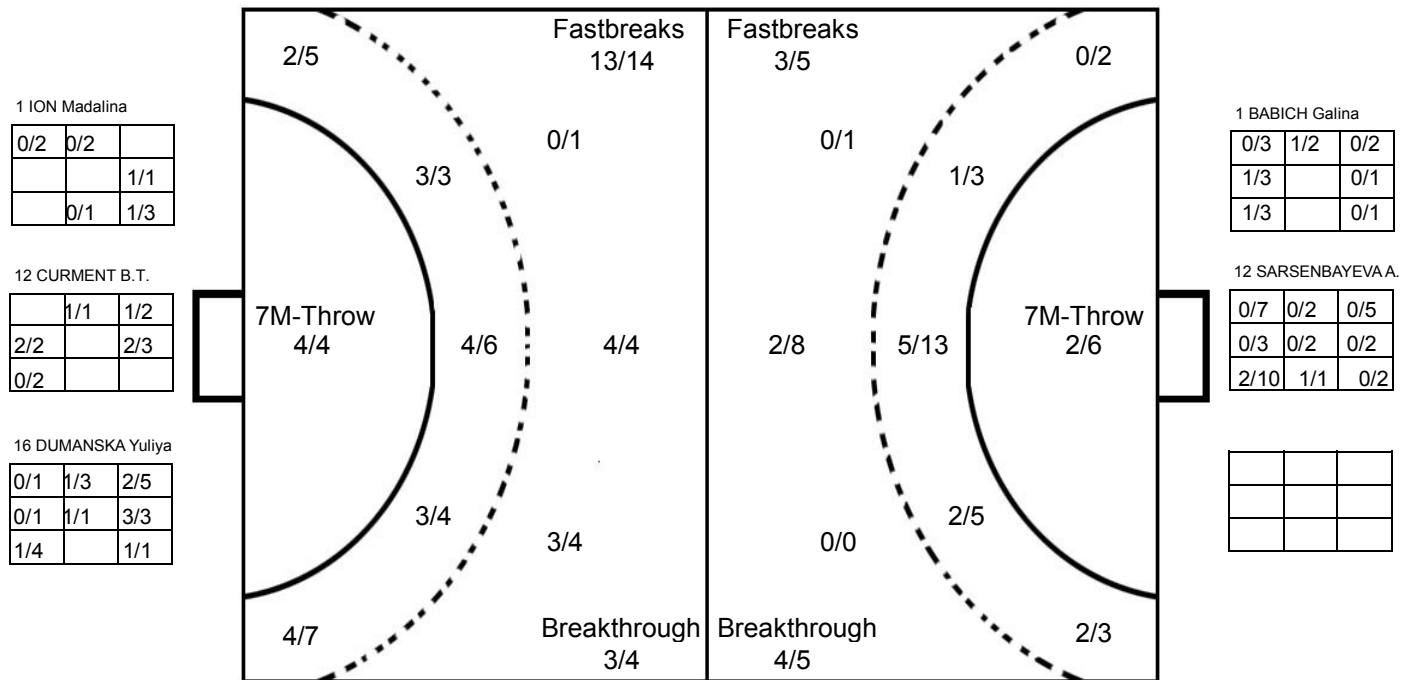 Fastbreaks
13/14
Fastbreaks
3/5
2/5
0/2
1 ION Madalina
0/2 0/2
1/1
0/1 1/3
0/1
0/1
1 BABICH Galina
0/3 1/2 0/2
1/3 0/1
1/3 0/1
3/3
1/3
12 CURMENT B.T.
1/1 1/2
2/2 2/3
0/2
7M-Throw
4/4
4/6
4/4
2/8
5/13
7M-Throw
2/6
12 SARSENBAYEVA A.
0/7 0/2 0/5
0/3 0/2 0/2
2/10 1/1 0/2
16 DUMANSKA Yuliya
0/1 1/3 2/5
0/1 1/1 3/3
1/4 1/1
3/4
2/5
3/4
0/0
4/7
2/3
Breakthrough
3/4
Breakthrough
4/5